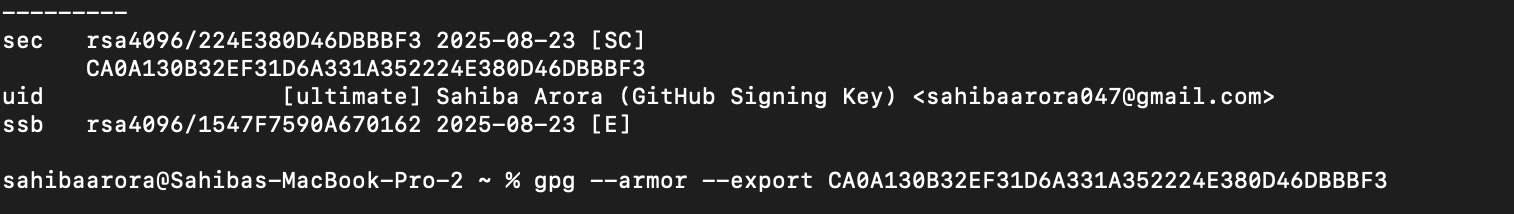 ---------
sec   rsa4096/224E380D46DBBBF3 2025-08-23 [SC]
      CA0A130B32EF31D6A331A352224E380D46DBBBF3
uid                 [ultimate] Sahiba Arora (GitHub Signing Key) <sahibaarora047@gmail.com>
ssb   rsa4096/1547F7590A670162 2025-08-23 [E]
sahibaarora@Sahibas-MacBook-Pro-2 ~ % gpg --armor --export CA0A130B32EF31D6A331A352224E380D46DBBBF3